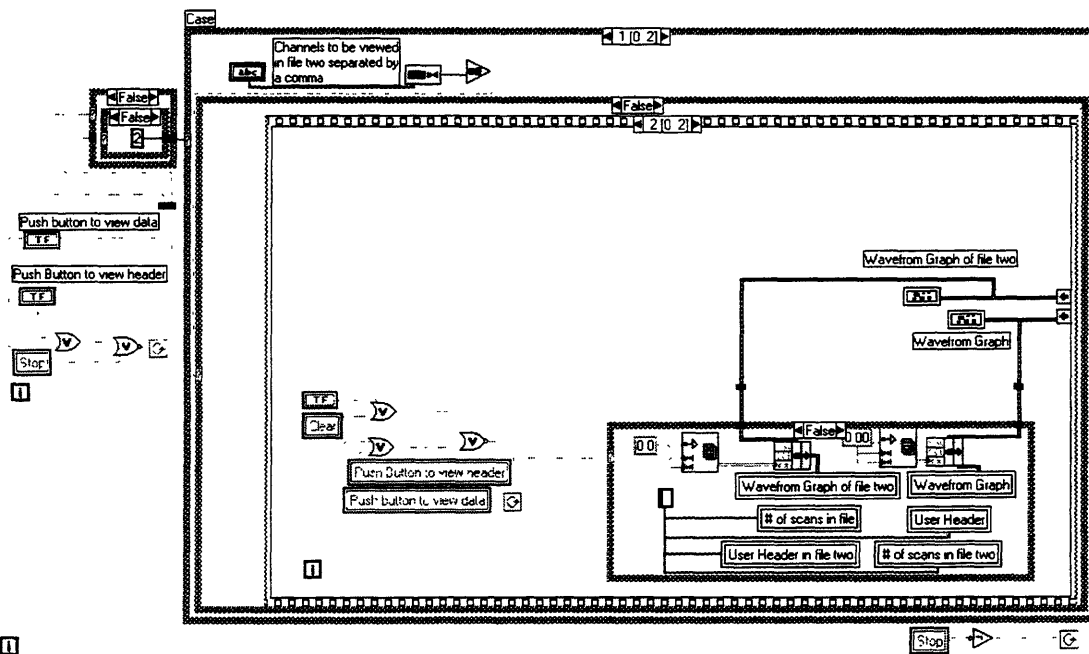 Case
1 [0 2]
Channels to be viewed
in file two separated by
a comma
abc
False
False
2
False
2 [0 2]
Push button to view data
TF
Push Button to view header
TF
Stop
i
Wavefrom Graph of file two
Wavefrom Graph
TF
Clear
Push Button to view header
Push button to view data
i
False
0 0
0 00
Wavefrom Graph of file two
Wavefrom Graph
# of scans in file
User Header
User Header in file two
# of scans in file two
i
Stop